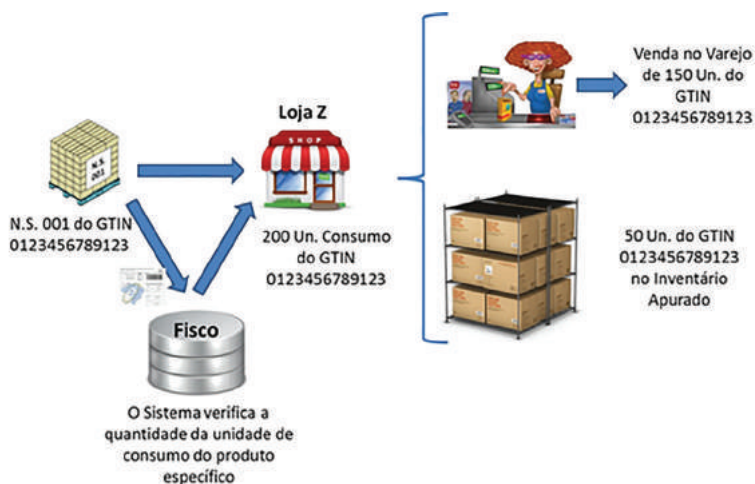 N.S.
001
N.S. 001 do GTIN
0123456789123
Loja Z
SHOP
200 Un. Consumo
do GTIN
0123456789123
Fisco
O Sistema verifica a
quantidade da unidade de
consumo do produto
específico
Venda no Varejo
de 150 Un. do
GTIN
0123456789123
50 Un. do GTIN
0123456789123
no Inventário
Apurado